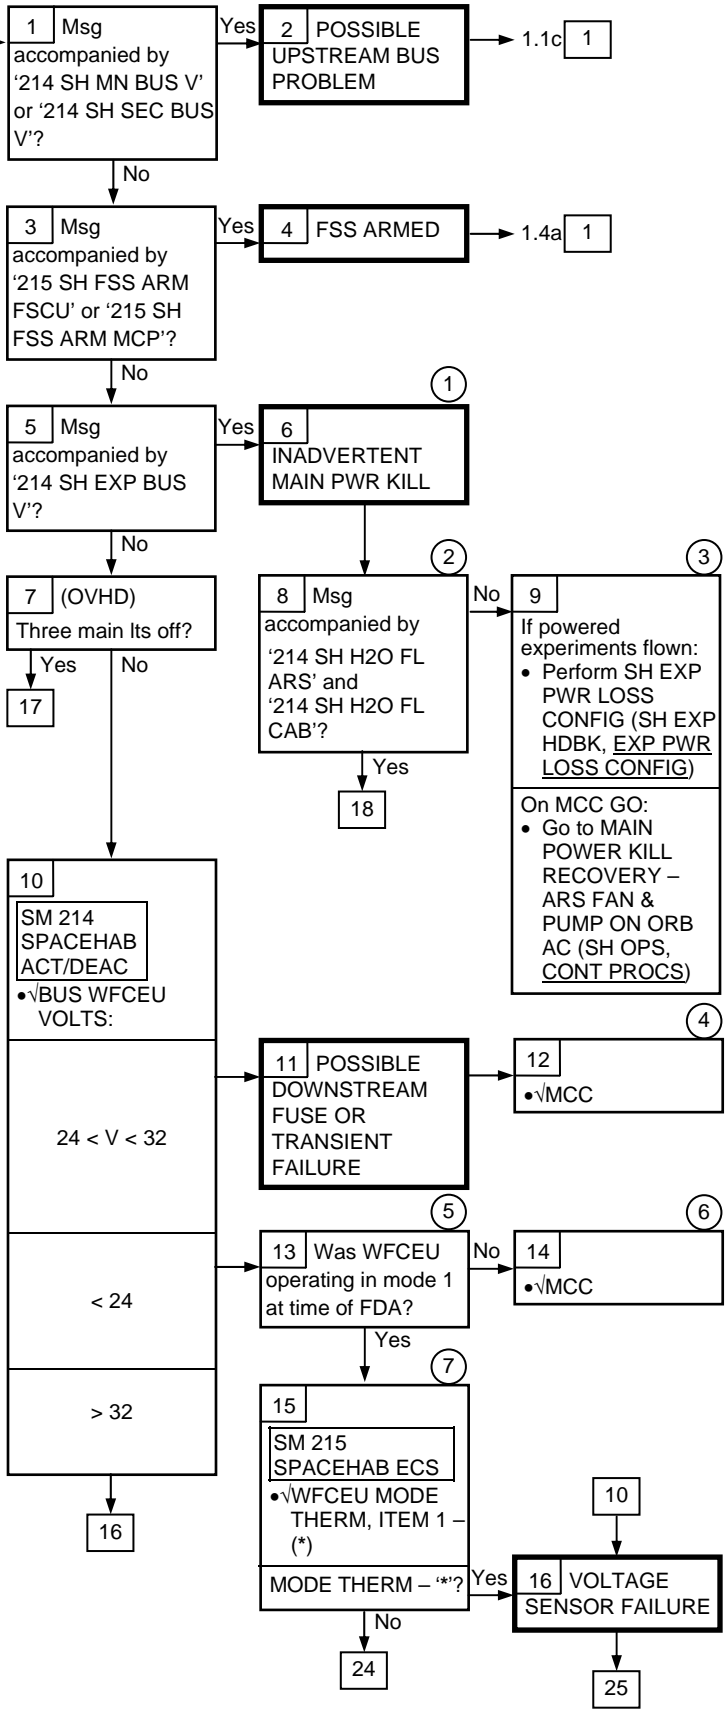 1 Msg
accompanied by
‘214 SH MN BUS V’
or ‘214 SH SEC BUS
V’?
Yes
2 POSSIBLE
UPSTREAM BUS
PROBLEM
1.1c 1
No
3 Msg
accompanied by
‘215 SH FSS ARM
FSCU’ or ‘215 SH
FSS ARM MCP’?
Yes
4 FSS ARMED
1.4a 1
No
1
5 Msg
accompanied by
‘214 SH EXP BUS
V’?
Yes
6
INADVERTENT
MAIN PWR KILL
No
7 (OVHD)
Three main lts off?
Yes
No
17
2
8 Msg
accompanied by
‘214 SH H2O FL
ARS’ and
‘214 SH H2O FL
CAB’?
No
Yes
18
3
9
If powered
experiments flown:
• Perform SH EXP
PWR LOSS
CONFIG (SH EXP
HDBK, EXP PWR
LOSS CONFIG)
On MCC GO:
• Go to MAIN
POWER KILL
RECOVERY –
ARS FAN &
PUMP ON ORB
AC (SH OPS,
CONT PROCS)
10
SM 214
SPACEHAB
ACT/DEAC
•√BUS WFCEU
VOLTS:
24 < V < 32
< 24
> 32
16
11 POSSIBLE
DOWNSTREAM
FUSE OR
TRANSIENT
FAILURE
4
12
•√MCC
5
13 Was WFCEU
operating in mode 1
at time of FDA?
No
6
14
•√MCC
Yes
7
15
SM 215
SPACEHAB ECS
•√WFCEU MODE
THERM, ITEM 1 –
(*)
MODE THERM – ‘*’?
Yes
No
24
10
16 VOLTAGE
SENSOR FAILURE
25